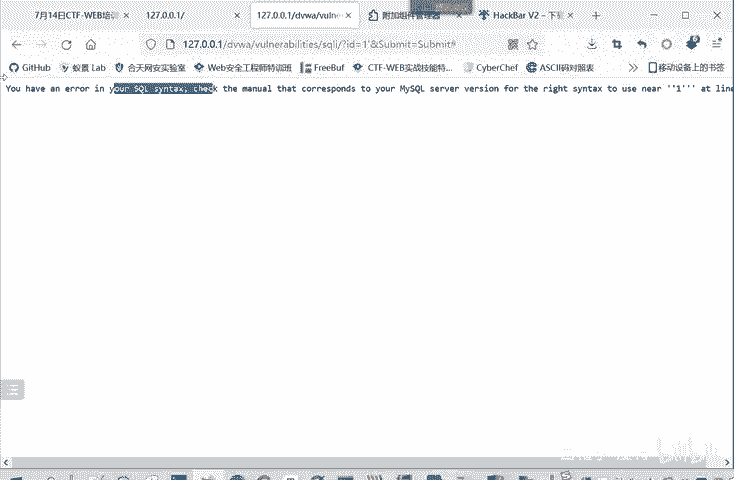 7月14日CTF-WEB培训
127.0.0.1/
127.0.0.1/dvwa/vulne
附加组件管理器
HackBar V2 - 下载
127.0.0.1/dvwa/vulnerabilities/sqli/?id=1'&Submit=Submit#
GitHub
蚁景 Lab
合天网安实验室
Web安全工程师特训班
FreeBuf
CTF-WEB实战技能特...
CyberChef
ASCII码对照表
移动设备上的书签
You have an error in your SQL syntax; check the manual that corresponds to your MySQL server version for the right syntax to use near ''1''' at line